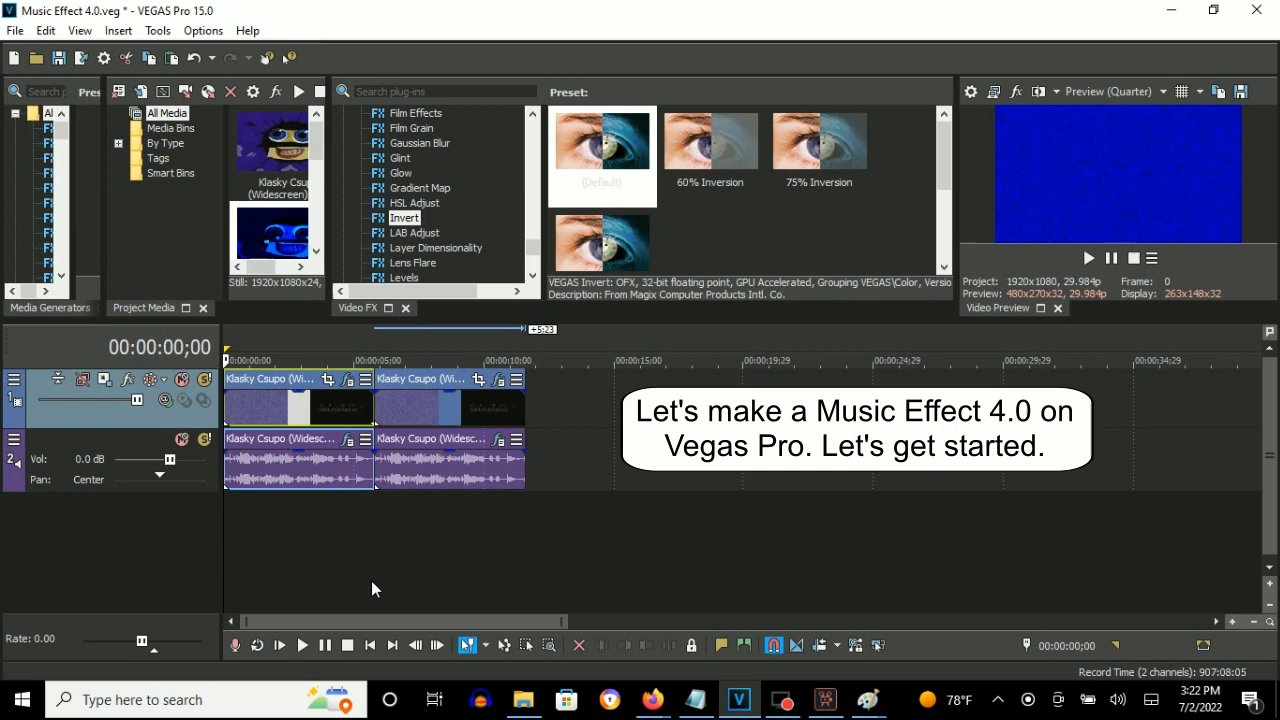 Music Effect 4.0.veg * - VEGAS Pro 15.0
File Edit View Insert Tools Options Help
Search p Pres
All Media
Media Bins
By Type
Tags
Smart Bins
Klasky Csup
(Widescreen)
Still: 1920x1080x24,
Media Generators
Project Media
Search plug-ins
Film Effects
Film Grain
Gaussian Blur
Glint
Glow
Gradient Map
HSL Adjust
Invert
LAB Adjust
Layer Dimensionality
Lens Flare
Levels
Video FX
Preset:
(Default)
60% Inversion
75% Inversion
VEGAS Invert: OFX, 32-bit floating point, GPU Accelerated, Grouping VEGAS\Color, Versio
Description: From Magix Computer Products Intl. Co.
Preview (Quarter)
Project: 1920x1080, 29.984p Frame: 0
Preview: 480x270x32, 29.984p Display: 263x148x32
Video Preview
+5;23
00:00:00;00
00:00:00;00 00:00:05;00 00:00:10;00 00:00:15;00 00:00:19;29 00:00:24;29 00:00:29;29 00:00:34;29
1
Klasky Csupo (Wi... Klasky Csupo (Wi...
Let's make a Music Effect 4.0 on
Vegas Pro. Let's get started.
2
Vol: 0.0 dB
Pan: Center
Klasky Csupo (Widesc... Klasky Csupo (Widesc...
Rate: 0.00
00:00:00;00
Record Time (2 channels): 907:08:05
Type here to search
78°F
3:22 PM
7/2/2022